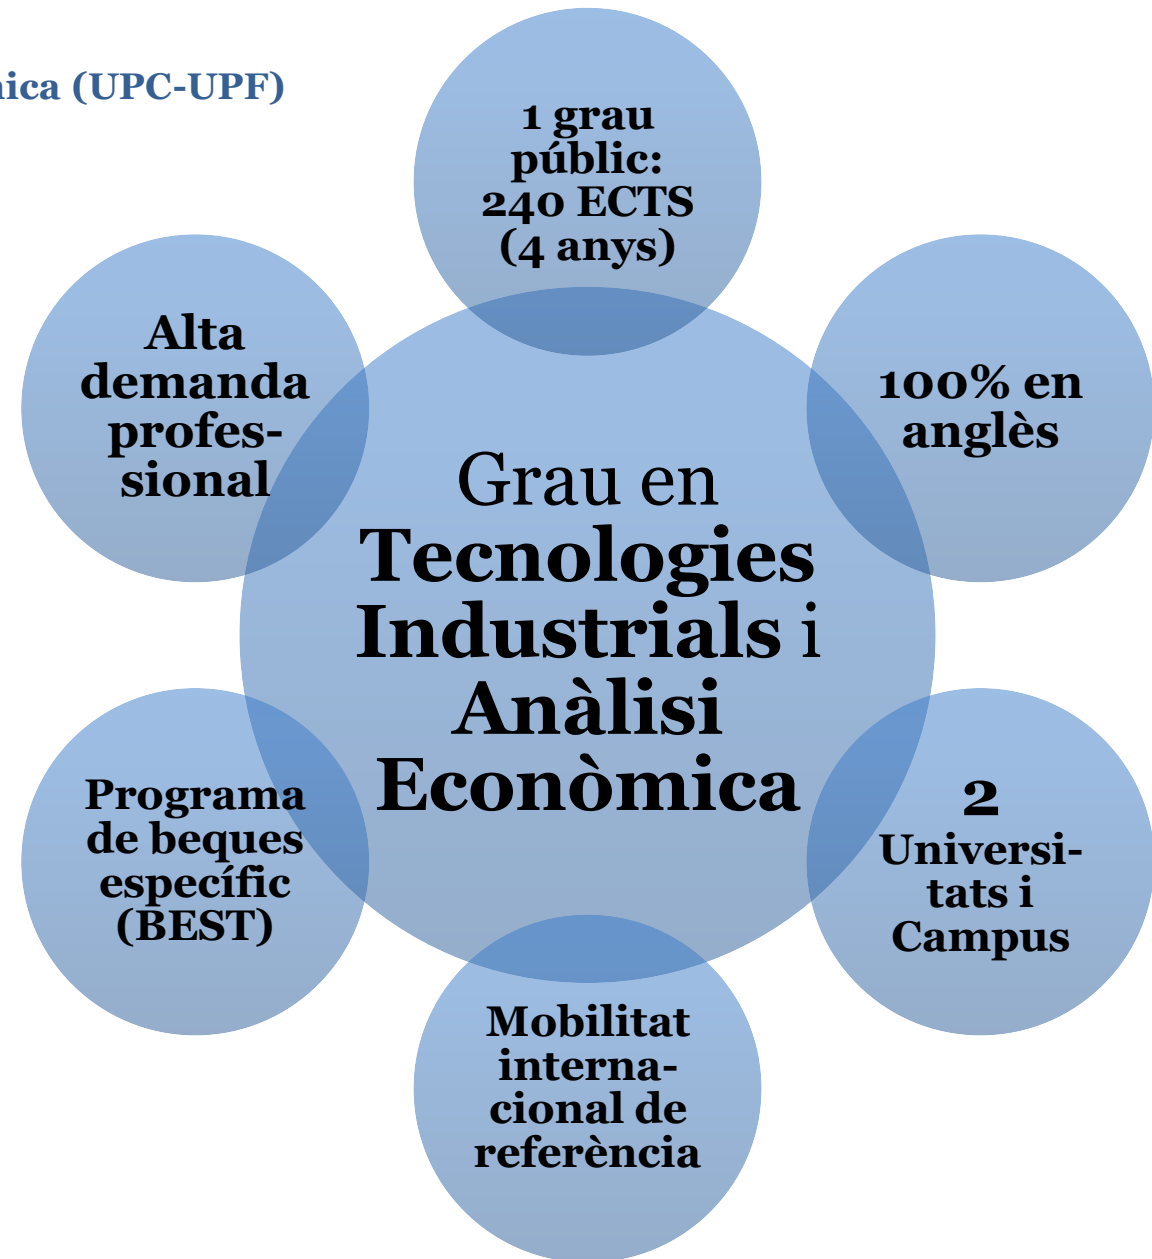 nica (UPC-UPF)
1 grau
públic:
240 ECTS
(4 anys)
Alta
demanda
profes-
sional
100% en
anglès
Grau en
Tecnologies
Industrials i
Anàlisi
Econòmica
Programa
de beques
específic
(BEST)
2
Universi-
tats i
Campus
Mobilitat
interna-
cional de
referència